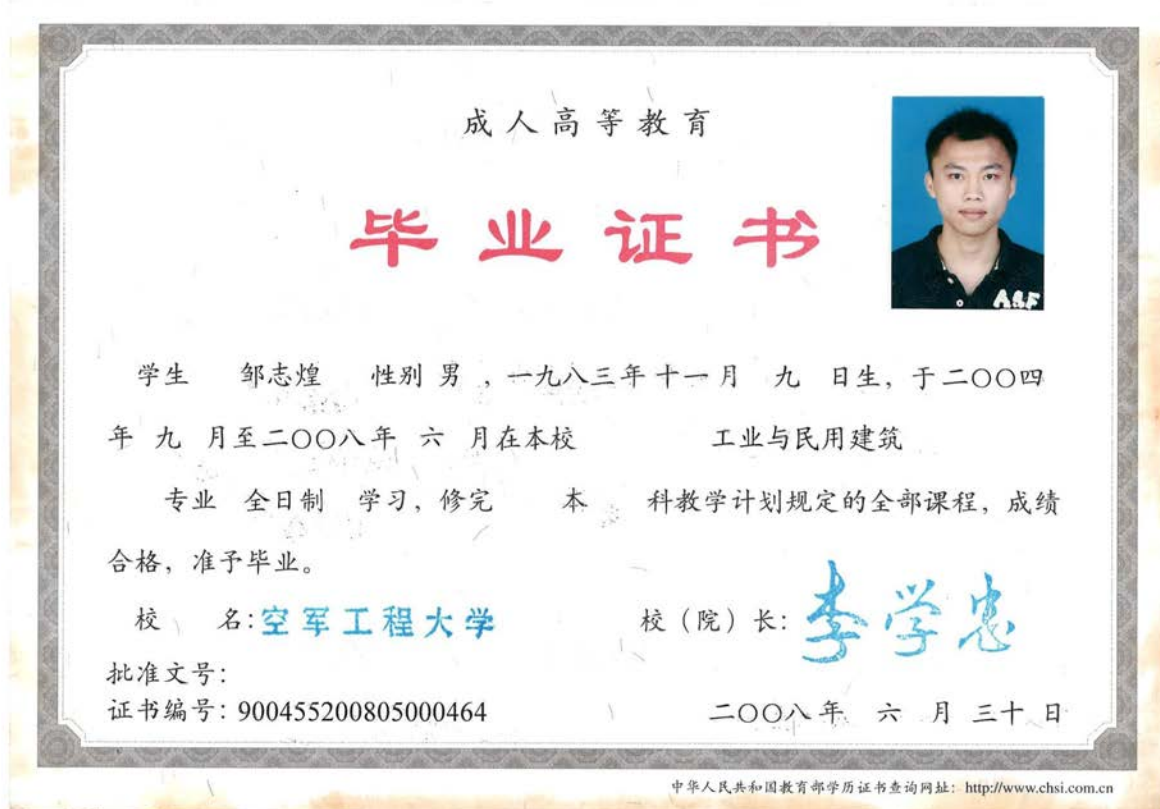 成人高等教育
毕业证书
A&F
学生 邹志煌 性别 男 ，一九八三年十一月 九 日生，于二〇〇四
年 九 月至二〇〇八年 六 月在本校 工业与民用建筑
专业 全日制 学习，修完 本 科教学计划规定的全部课程，成绩
合格，准予毕业。
校 名：空军工程大学 校（院）长：李学忠
批准文号：
证书编号：900455200805000464 二〇〇八年 六 月 三十 日
中华人民共和国教育部学历证书查询网址：http://www.chsi.com.cn